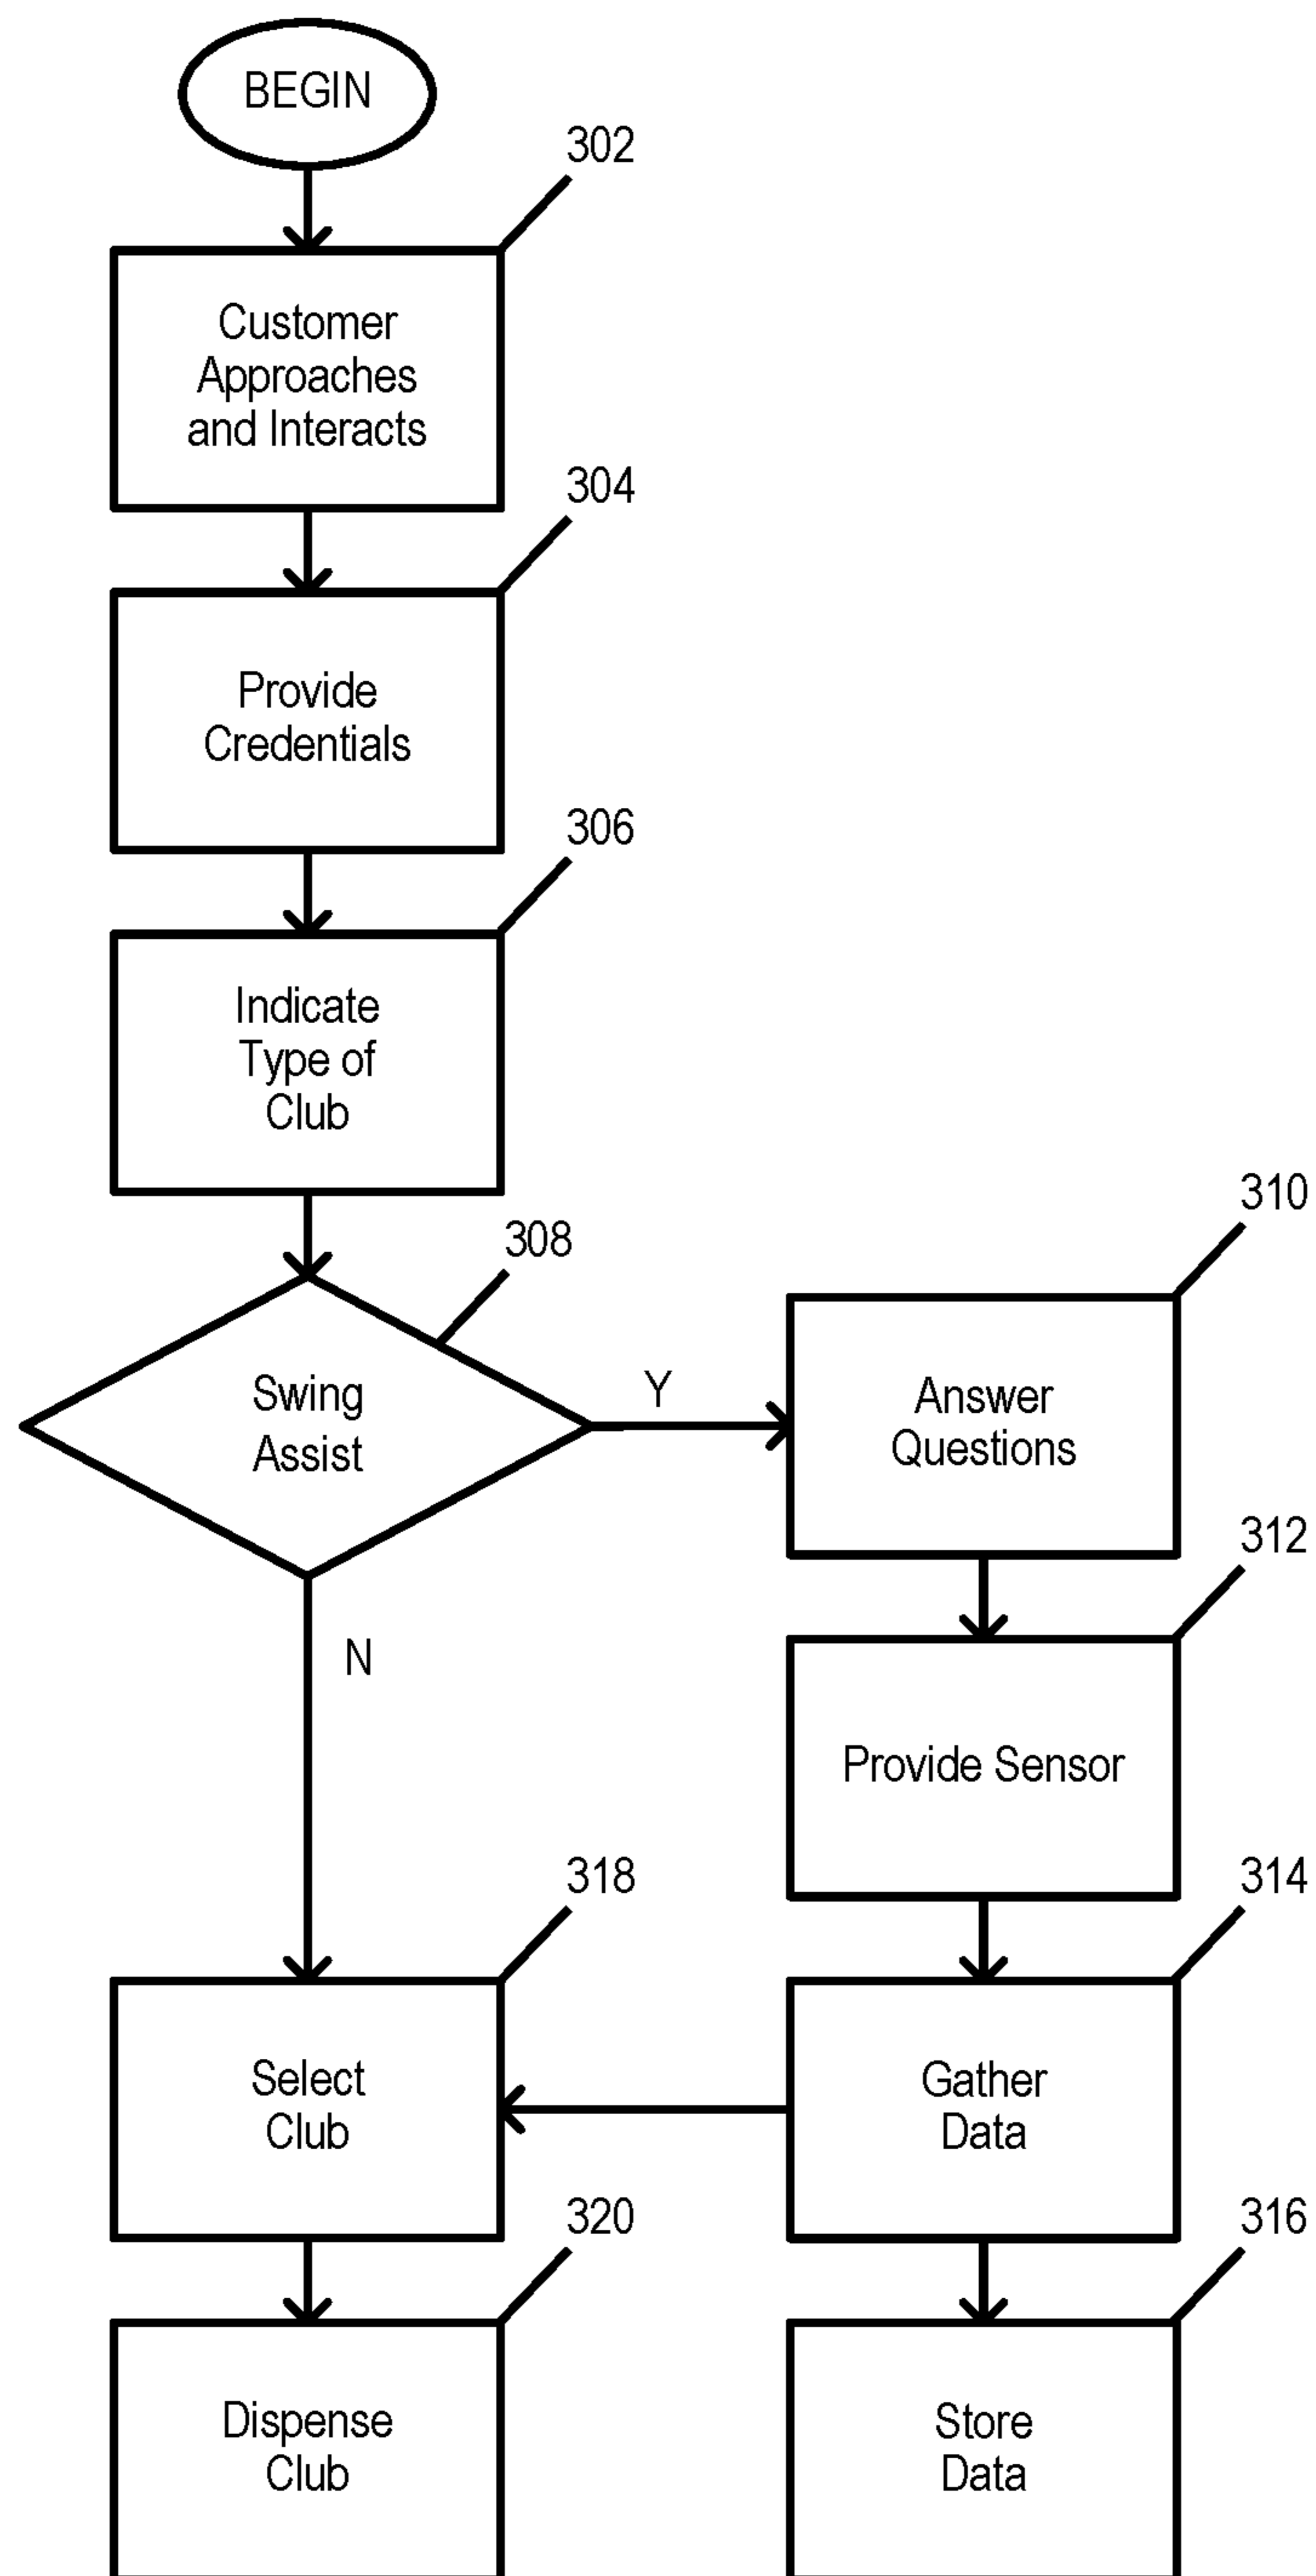 BEGIN
302
Customer
Approaches
and Interacts
304
Provide
Credentials
306
Indicate
Type of
Club
308
Swing
Assist
Y
N
310
Answer
Questions
312
Provide Sensor
314
Gather
Data
318
Select
Club
316
Store
Data
320
Dispense
Club